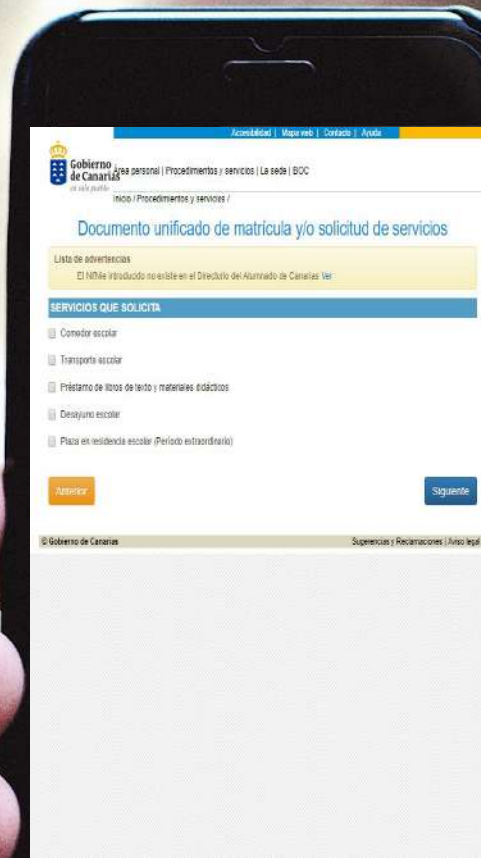 Accesibilidad | Mapa web | Contacto | Ayuda
Gobierno
de Canarias
un solo pueblo
Área personal | Procedimientos y servicios | La sede | BOC
Inicio / Procedimientos y servicios /
Documento unificado de matrícula y/o solicitud de servicios
Lista de advertencias
El NIf/Nie introducido no existe en el Directorio del Alumnado de Canarias Ver
SERVICIOS QUE SOLICITA
Comedor escolar
Transporte escolar
Préstamo de libros de texto y materiales didácticos
Desayuno escolar
Plaza en residencia escolar (Período extraordinario)
Anterior
Siguiente
© Gobierno de Canarias
Sugerencias y Reclamaciones | Aviso legal